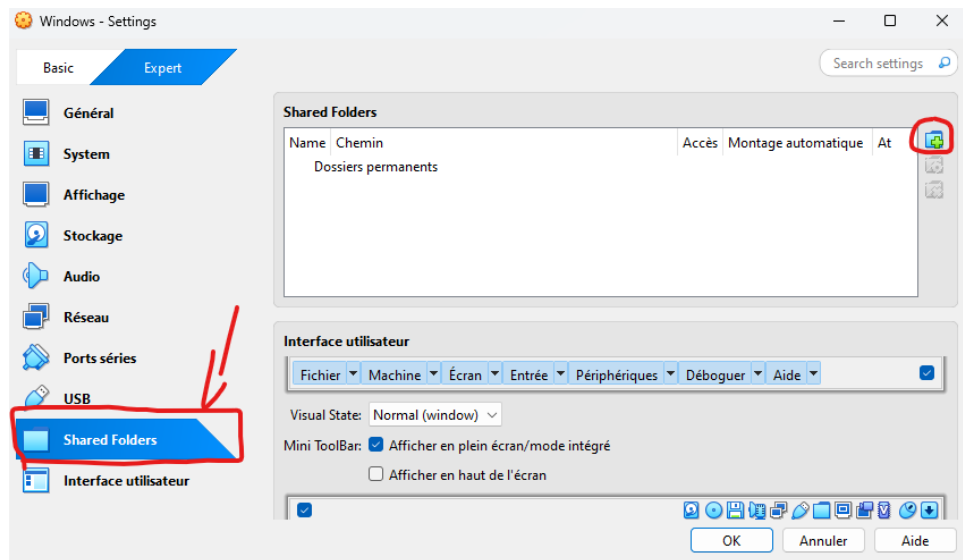 Windows - Settings
Basic Expert Search settings
Général
System
Affichage
Stockage
Audio
Réseau
Ports séries
USB
Shared Folders
Interface utilisateur
Shared Folders
Name Chemin Accès Montage automatique At
Dossiers permanents
Interface utilisateur
Fichier Machine Écran Entrée Périphériques Déboguer Aide
Visual State: Normal (window)
Mini ToolBar: Afficher en plein écran/mode intégré
Afficher en haut de l'écran
OK Annuler Aide